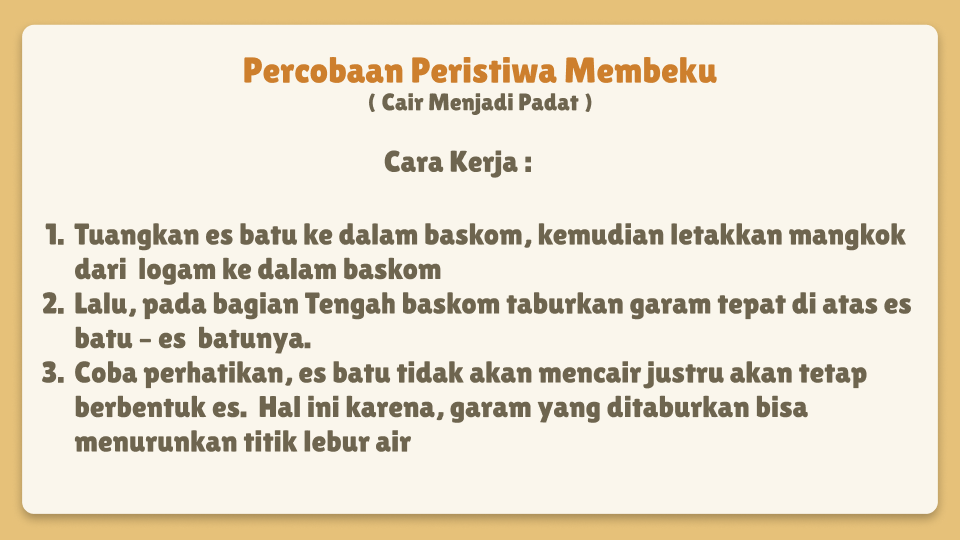 Percobaan Peristiwa Membeku
( Cair Menjadi Padat )
Cara Kerja :
1. Tuangkan es batu ke dalam baskom, kemudian letakkan mangkok
dari logam ke dalam baskom
2. Lalu, pada bagian Tengah baskom taburkan garam tepat di atas es
batu – es batunya.
3. Coba perhatikan, es batu tidak akan mencair justru akan tetap
berbentuk es. Hal ini karena, garam yang ditaburkan bisa
menurunkan titik lebur air